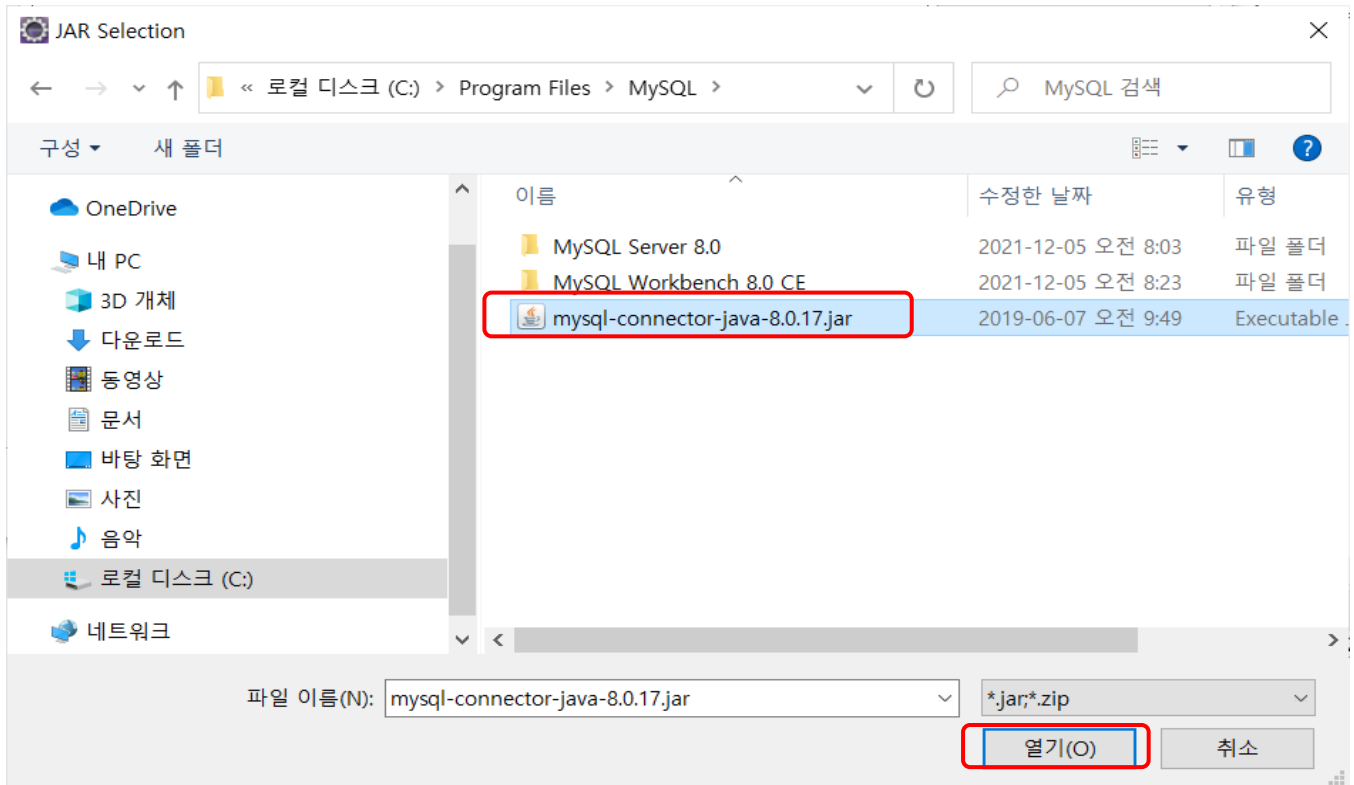 JAR Selection
« 로컬 디스크 (C:) > Program Files > MySQL >
MySQL 검색
구성
새 폴더
?
이름
수정한 날짜
유형
OneDrive
내 PC
3D 개체
다운로드
동영상
문서
바탕 화면
사진
음악
로컬 디스크 (C:)
네트워크
MySQL Server 8.0 2021-12-05 오전 8:03 파일 폴더
MySQL Workbench 8.0 CE 2021-12-05 오전 8:23 파일 폴더
mysql-connector-java-8.0.17.jar 2019-06-07 오전 9:49 Executable .
파일 이름(N): mysql-connector-java-8.0.17.jar
*.jar;*.zip
열기(O)
취소